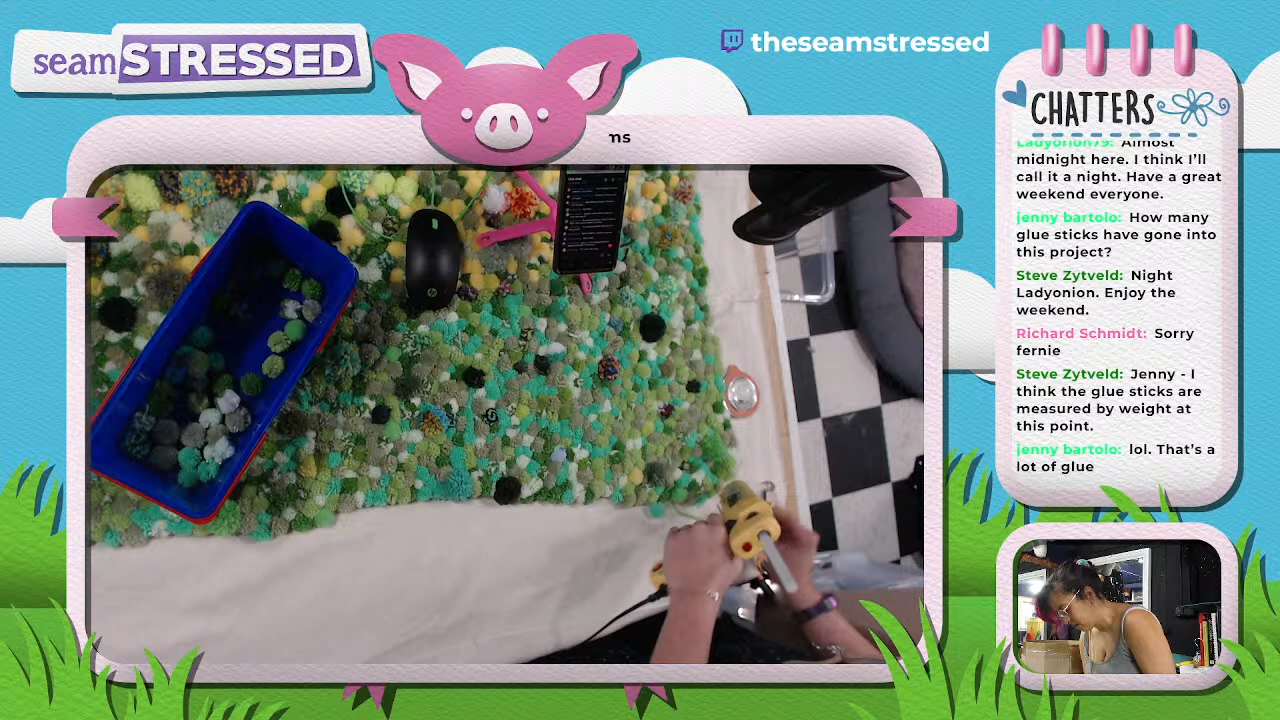 seamSTRESSED
theseamstressed
ms
CHATTERS
Ladyonion79: Almost
midnight here. I think I'll
call it a night. Have a great
weekend everyone.
jenny bartolo: How many
glue sticks have gone into
this project?
Steve Zytveld: Night
Ladyonion. Enjoy the
weekend.
Richard Schmidt: Sorry
fernie
Steve Zytveld: Jenny - I
think the glue sticks are
measured by weight at
this point.
jenny bartolo: lol. That's a
lot of glue